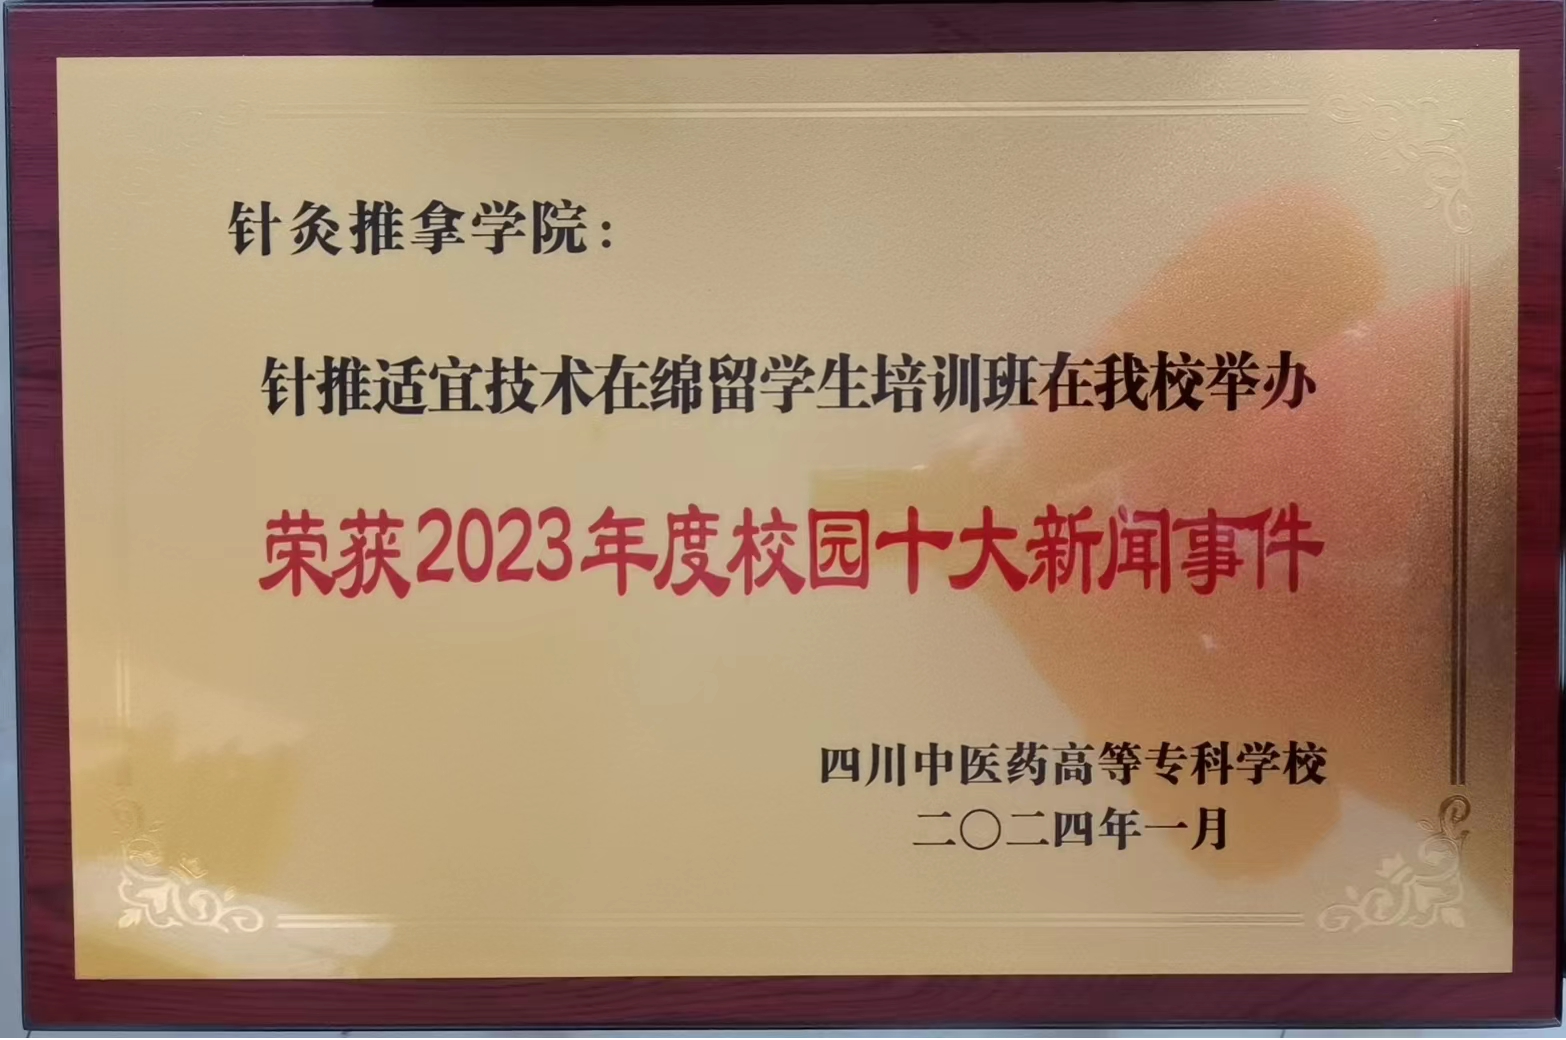 针灸推拿学院：
针推适宜技术在绵留学生培训班在我校举办
荣获2023年度校园十大新闻事件
四川中医药高等专科学校
二〇二四年一月